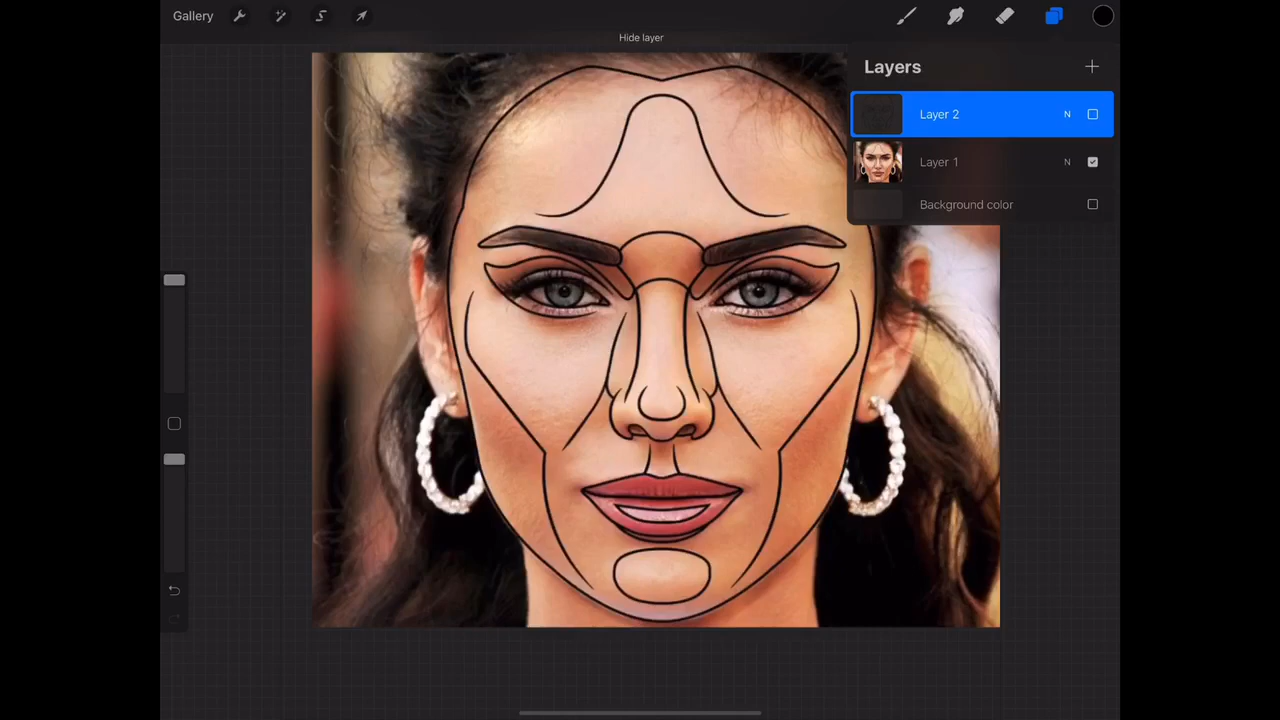 Gallery
Hide layer
Layers
Layer 2 N
Layer 1 N
Background color